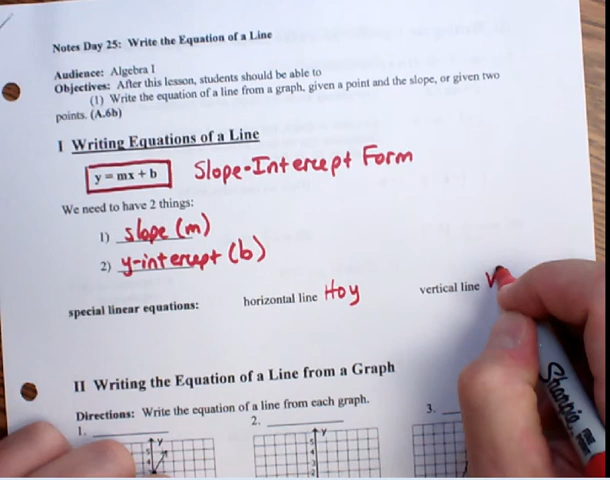 Notes Day 25: Write the Equation of a Line
Audience: Algebra I
Objectives: After this lesson, students should be able to
(1) Write the equation of a line from a graph, given a point and the slope, or given two
points. (A.6b)
I Writing Equations of a Line
y = mx + b Slope-Intercept Form
We need to have 2 things:
1) slope (m)
2) y-intercept (b)
special linear equations: horizontal line Hoy vertical line V
II Writing the Equation of a Line from a Graph
Directions: Write the equation of a line from each graph.
1. 2. 3.
y y
Sharpie